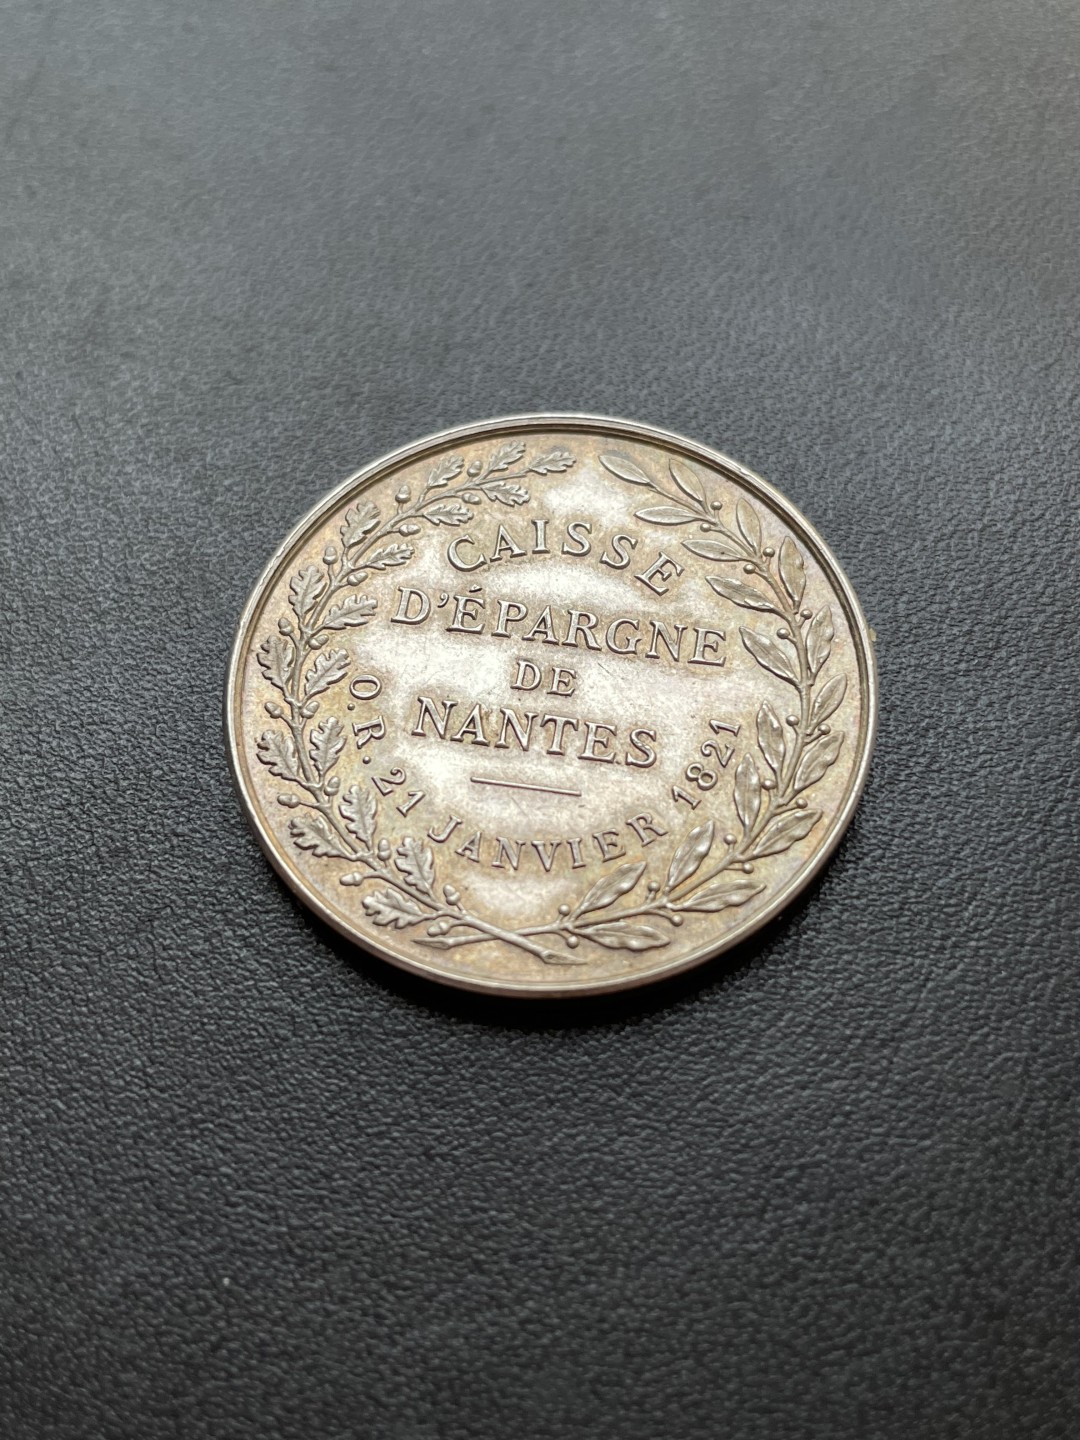 CAISSE
D'ÉPARGNE
DE
NANTES
O.R. 21 JANVIER 1821